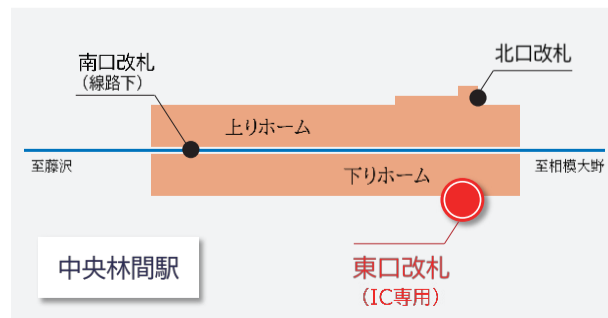 南口改札
（線路下）
北口改札
上りホーム
至藤沢
至相模大野
下りホーム
中央林間駅
東口改札
（IC専用）